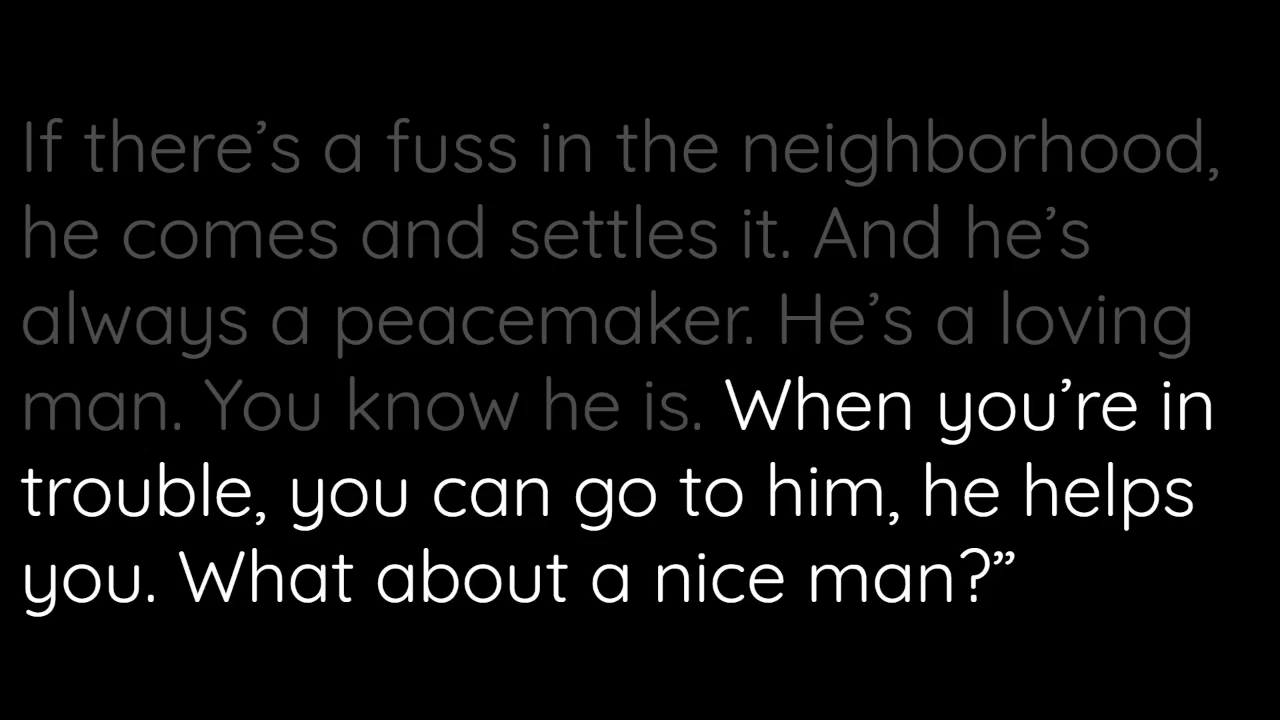 If there’s a fuss in the neighborhood,
he comes and settles it. And he’s
always a peacemaker. He’s a loving
man. You know he is. When you’re in
trouble, you can go to him, he helps
you. What about a nice man?”